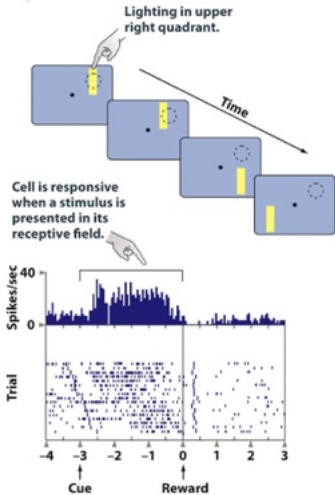 Lighting in upper
right quadrant.
Time
Cell is responsive
when a stimulus is
presented in its
receptive field.
40
Spikes/sec
0
Trial
−4 −3 −2 −1 0 1 2 3
Cue Reward